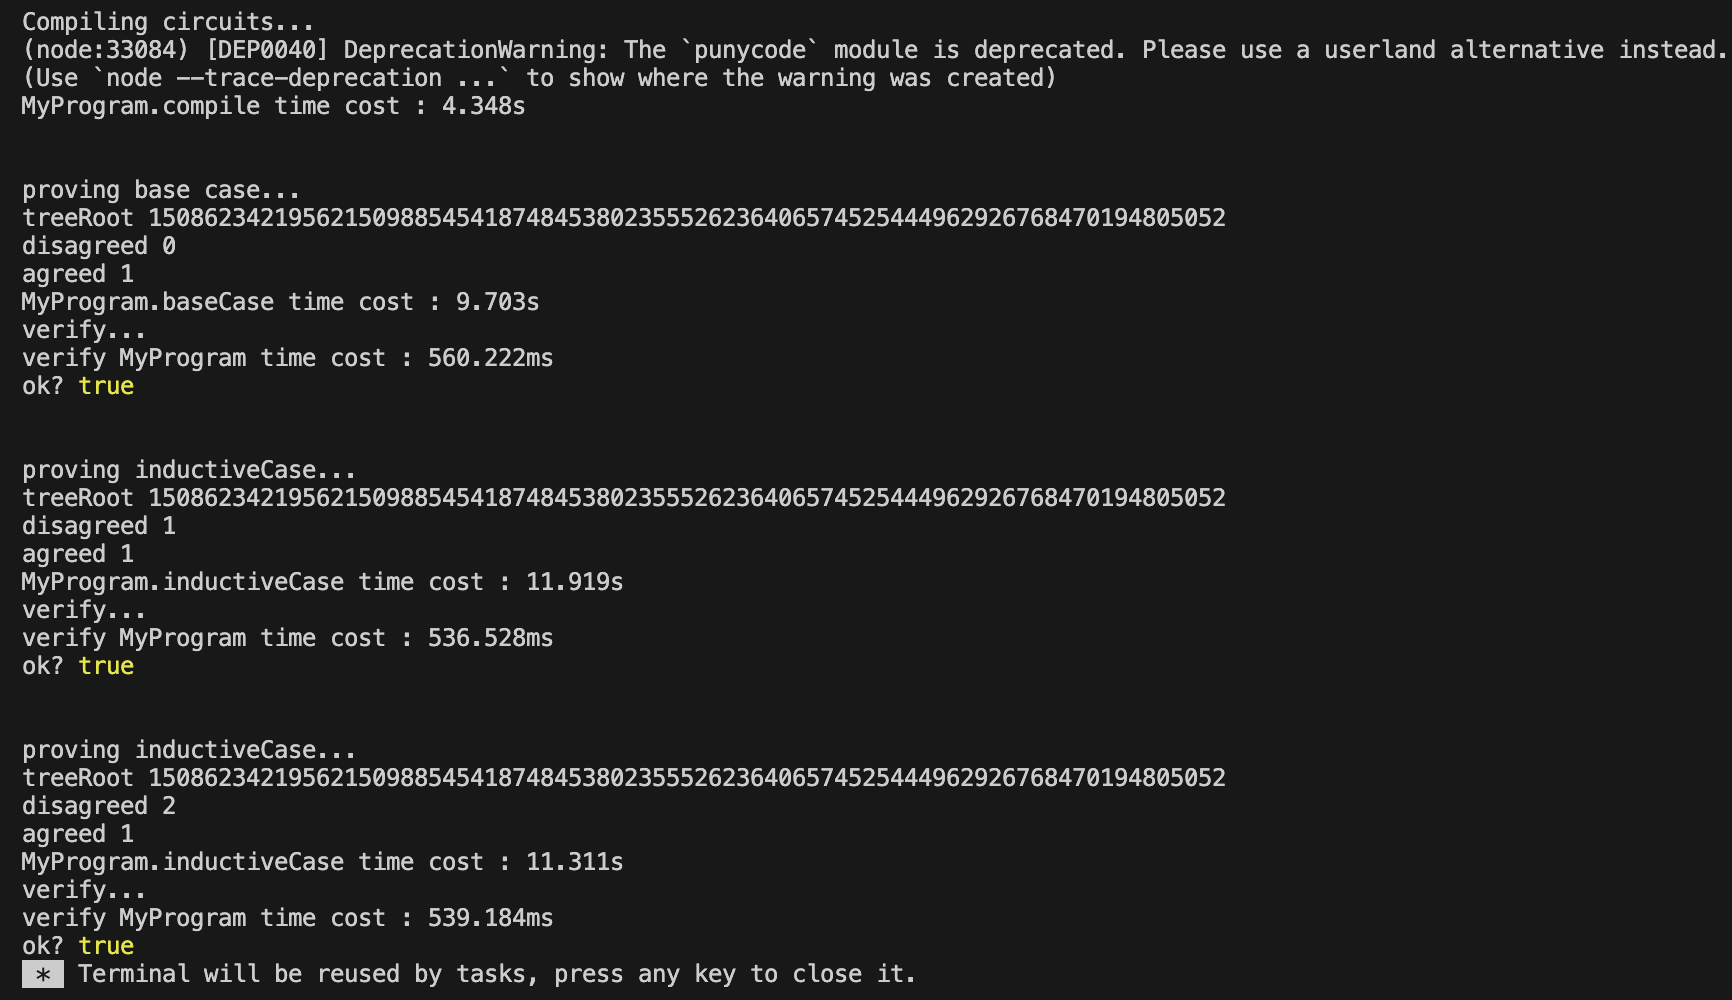 Compiling circuits...
(node:33084) [DEP0040] DeprecationWarning: The `punycode` module is deprecated. Please use a userland alternative instead.
(Use `node --trace-deprecation ...` to show where the warning was created)
MyProgram.compile time cost : 4.348s
proving base case...
treeRoot 15086234219562150988545418748453802355526236406574525444962926768470194805052
disagreed 0
agreed 1
MyProgram.baseCase time cost : 9.703s
verify...
verify MyProgram time cost : 560.222ms
ok? true
proving inductiveCase...
treeRoot 15086234219562150988545418748453802355526236406574525444962926768470194805052
disagreed 1
agreed 1
MyProgram.inductiveCase time cost : 11.919s
verify...
verify MyProgram time cost : 536.528ms
ok? true
proving inductiveCase...
treeRoot 15086234219562150988545418748453802355526236406574525444962926768470194805052
disagreed 2
agreed 1
MyProgram.inductiveCase time cost : 11.311s
verify...
verify MyProgram time cost : 539.184ms
ok? true
* Terminal will be reused by tasks, press any key to close it.